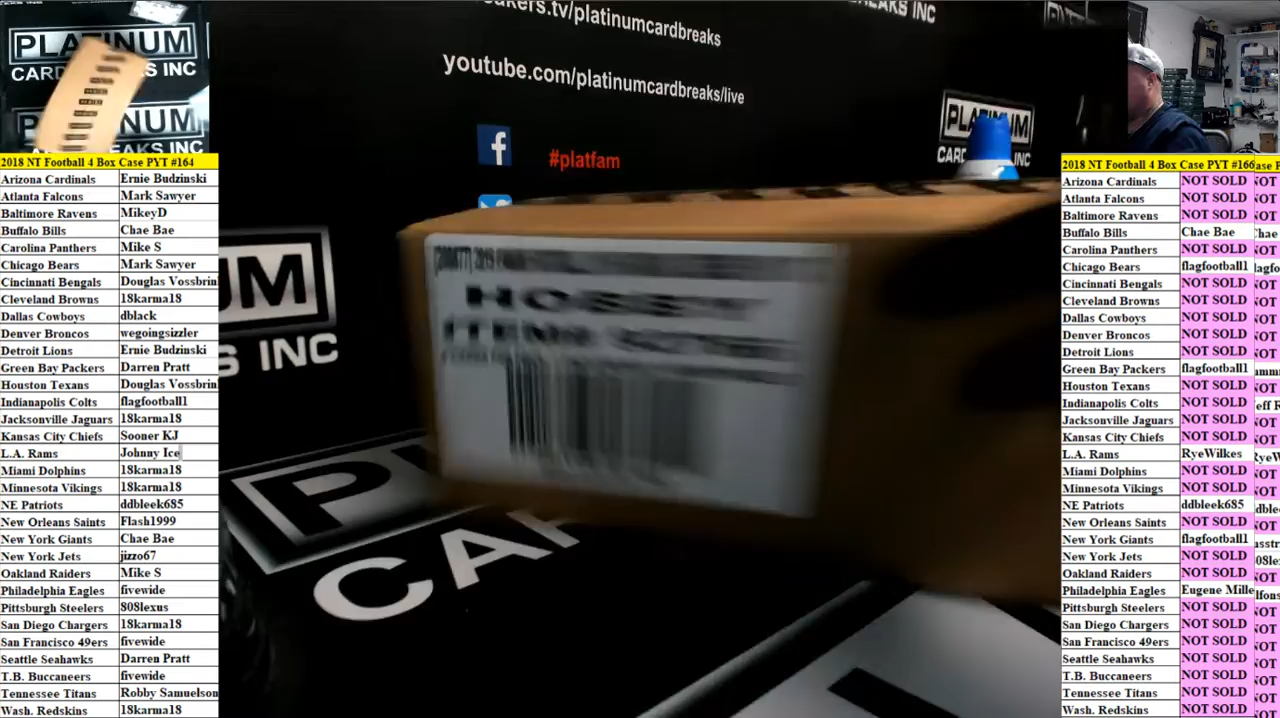 PLATINUM
CARD BREAKS INC
PLATINUM
2018 NT Football 4 Box Case PYT #164
Arizona Cardinals Ernie Budzinski
Atlanta Falcons Mark Sawyer
Baltimore Ravens MikeyD
Buffalo Bills Chae Bae
Carolina Panthers Mike S
Chicago Bears Mark Sawyer
Cincinnati Bengals Douglas Vossbrin
Cleveland Browns 18karma18
Dallas Cowboys dblack
Denver Broncos wegoingsizzler
Detroit Lions Ernie Budzinski
Green Bay Packers Darren Pratt
Houston Texans Douglas Vossbrin
Indianapolis Colts flagfootball1
Jacksonville Jaguars 18karma18
Kansas City Chiefs Sooner KJ
L.A. Rams Johnny Ice
Miami Dolphins 18karma18
Minnesota Vikings 18karma18
NE Patriots ddbleek685
New Orleans Saints Flash1999
New York Giants Chae Bae
New York Jets jizzo67
Oakland Raiders Mike S
Philadelphia Eagles fivewide
Pittsburgh Steelers 808lexus
San Diego Chargers 18karma18
San Francisco 49ers fivewide
Seattle Seahawks Darren Pratt
T.B. Buccaneers fivewide
Tennessee Titans Robby Samuelson
Wash. Redskins 18karma18
akers.tv/platinumcardbreaks
youtube.com/platinumcardbreaks/live
#platfam
AKS INC
PLATINUM
UM
S INC
HOBBY
CA
2018 NT Football 4 Box Case PYT #166
Arizona Cardinals NOT SOLD
Atlanta Falcons NOT SOLD
Baltimore Ravens NOT SOLD
Buffalo Bills Chae Bae
Carolina Panthers NOT SOLD
Chicago Bears flagfootball1
Cincinnati Bengals NOT SOLD
Cleveland Browns NOT SOLD
Dallas Cowboys NOT SOLD
Denver Broncos NOT SOLD
Detroit Lions NOT SOLD
Green Bay Packers flagfootball1
Houston Texans NOT SOLD
Indianapolis Colts NOT SOLD
Jacksonville Jaguars NOT SOLD
Kansas City Chiefs NOT SOLD
L.A. Rams RyeWilkes
Miami Dolphins NOT SOLD
Minnesota Vikings NOT SOLD
NE Patriots ddbleek685
New Orleans Saints NOT SOLD
New York Giants flagfootball1
New York Jets NOT SOLD
Oakland Raiders NOT SOLD
Philadelphia Eagles Eugene Mille
Pittsburgh Steelers NOT SOLD
San Diego Chargers NOT SOLD
San Francisco 49ers NOT SOLD
Seattle Seahawks NOT SOLD
T.B. Buccaneers NOT SOLD
Tennessee Titans NOT SOLD
Wash. Redskins NOT SOLD